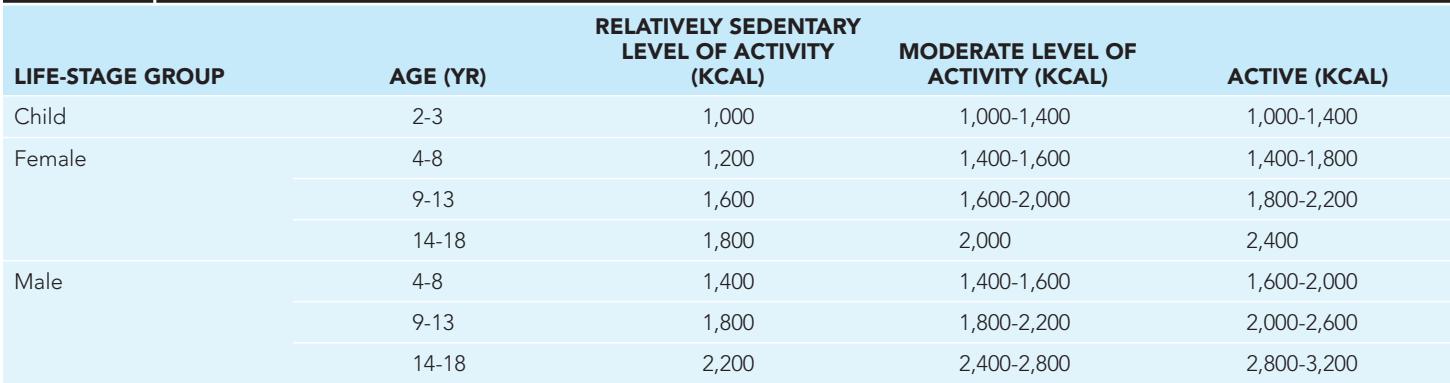 RELATIVELY SEDENTARY
LEVEL OF ACTIVITY MODERATE LEVEL OF
LIFE-STAGE GROUP AGE (YR) (KCAL) ACTIVITY (KCAL) ACTIVE (KCAL)
Child 2-3 1,000 1,000-1,400 1,000-1,400
Female 4-8 1,200 1,400-1,600 1,400-1,800
9-13 1,600 1,600-2,000 1,800-2,200
14-18 1,800 2,000 2,400
Male 4-8 1,400 1,400-1,600 1,600-2,000
9-13 1,800 1,800-2,200 2,000-2,600
14-18 2,200 2,400-2,800 2,800-3,200